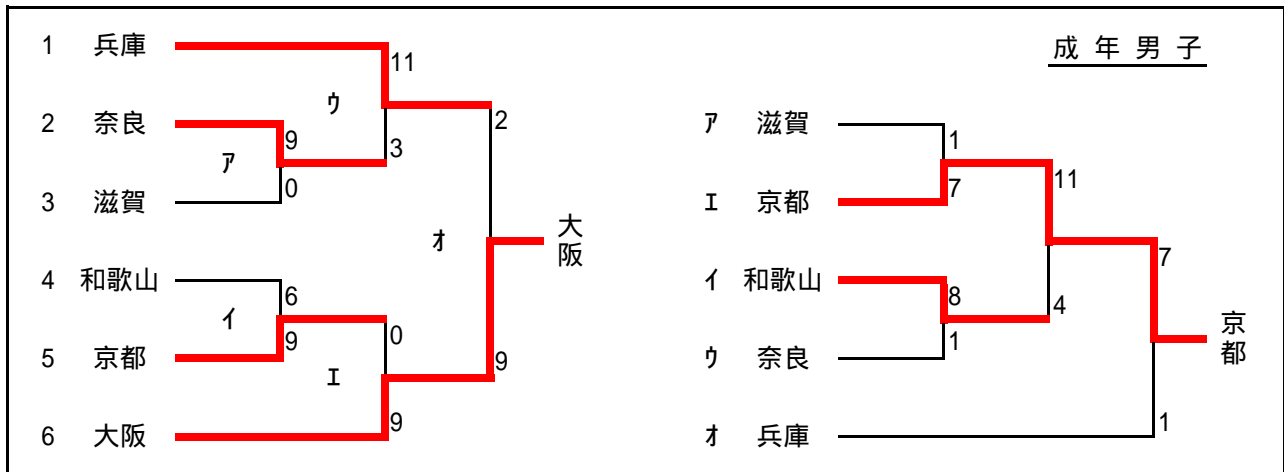 成年男子
1 兵庫
11
ウ
2
2 奈良
9
3
ア
0
3 滋賀
オ
大阪
4 和歌山
6
イ
0
9
5 京都
9
エ
9
6 大阪
ア 滋賀
1
11
エ 京都
7
7
イ 和歌山
8
4
京都
ウ 奈良
1
オ 兵庫
1